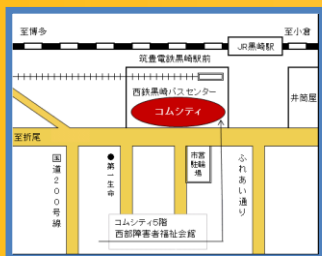 至博多
至小倉
JR黒崎駅
筑豊電鉄黒崎駅前
西鉄黒崎バスセンター
コムシティ
井筒屋
至折尾
国道200号線
●第一生命
市営駐輪場
ふれあい通り
コムシティ5階
西部障害者福祉会館